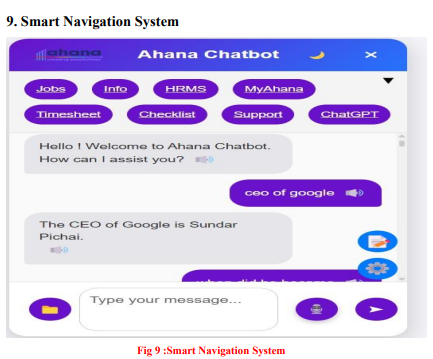 9. Smart Navigation System
ahana
Ahana Chatbot
Jobs Info HRMS MyAhana
Timesheet Checklist Support ChatGPT
Hello ! Welcome to Ahana Chatbot.
How can I assist you?
ceo of google
The CEO of Google is Sundar
Pichai.
Type your message...
Fig 9 :Smart Navigation System